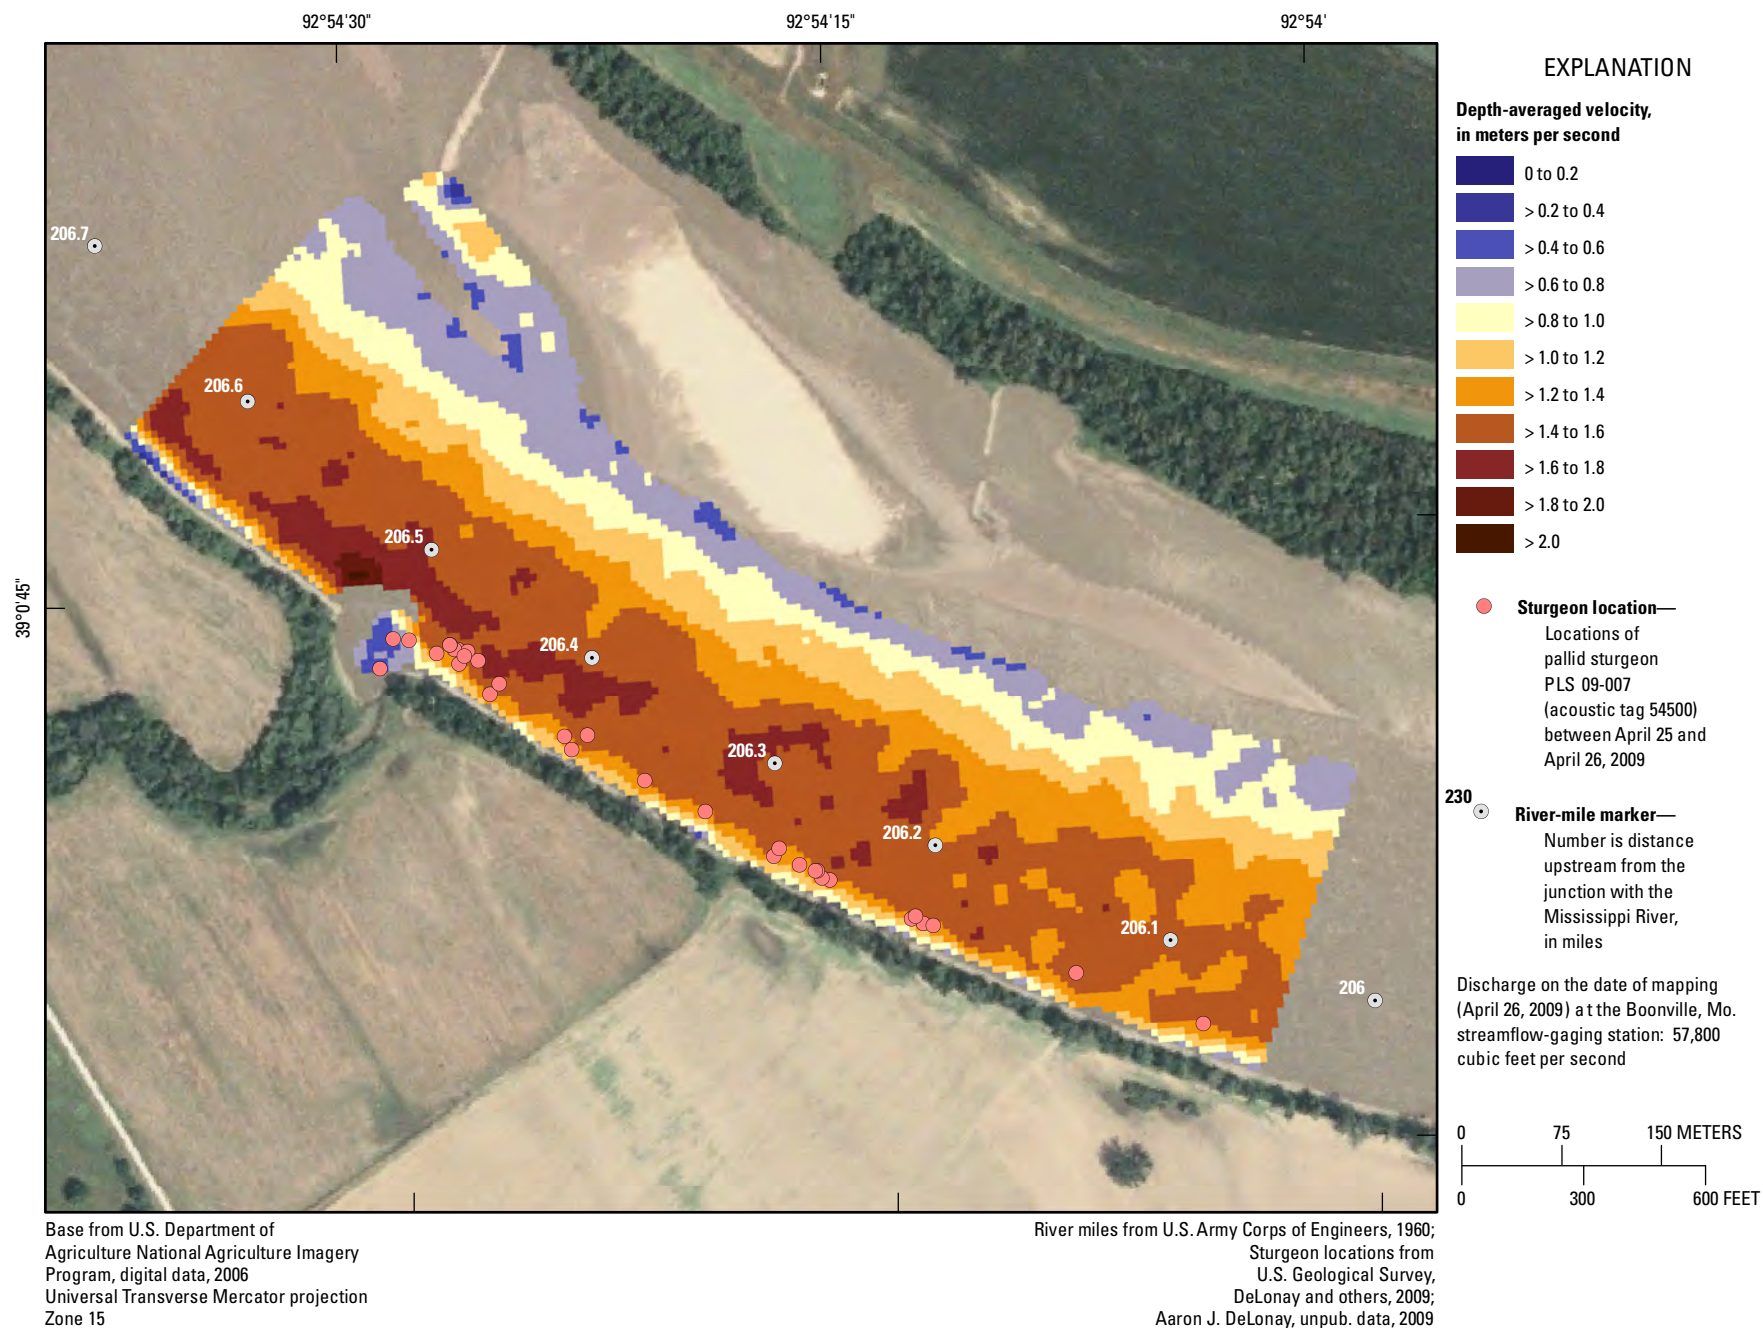 92°54'30"
92°54'15"
92°54'
39°0'45"
206.7
206.6
206.5
206.4
206.3
206.2
206.1
206
EXPLANATION
Depth-averaged velocity,
in meters per second
0 to 0.2
> 0.2 to 0.4
> 0.4 to 0.6
> 0.6 to 0.8
> 0.8 to 1.0
> 1.0 to 1.2
> 1.2 to 1.4
> 1.4 to 1.6
> 1.6 to 1.8
> 1.8 to 2.0
> 2.0
Sturgeon location—
Locations of
pallid sturgeon
PLS 09-007
(acoustic tag 54500)
between April 25 and
April 26, 2009
230
River-mile marker—
Number is distance
upstream from the
junction with the
Mississippi River,
in miles
Discharge on the date of mapping
(April 26, 2009) at the Boonville, Mo.
streamflow-gaging station: 57,800
cubic feet per second
0 75 150 METERS
0 300 600 FEET
Base from U.S. Department of
Agriculture National Agriculture Imagery
Program, digital data, 2006
Universal Transverse Mercator projection
Zone 15
River miles from U.S. Army Corps of Engineers, 1960;
Sturgeon locations from
U.S. Geological Survey,
DeLonay and others, 2009;
Aaron J. DeLonay, unpub. data, 2009